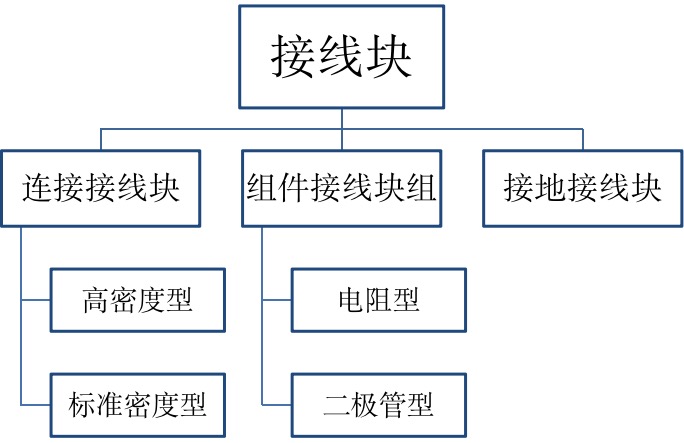 接线块
连接接线块
组件接线块组
接地接线块
高密度型
电阻型
标准密度型
二极管型